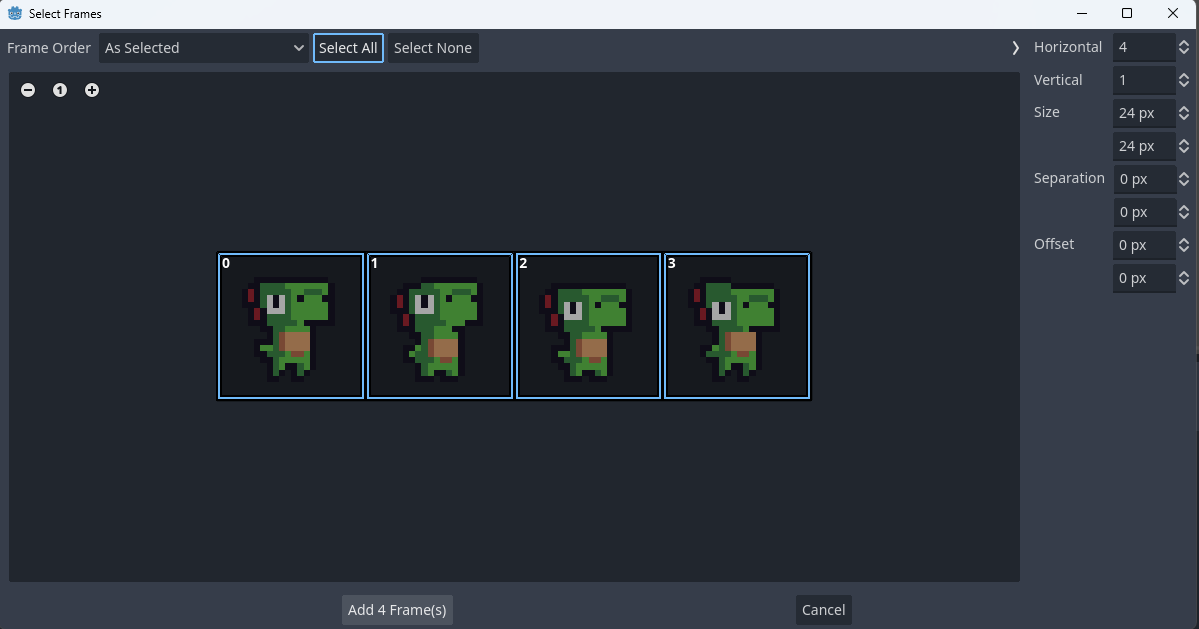 Select Frames
Frame Order As Selected Select All Select None
Horizontal 4
Vertical 1
Size 24 px
24 px
Separation 0 px
0 px
Offset 0 px
0 px
1
0 1 2 3
Add 4 Frame(s) Cancel